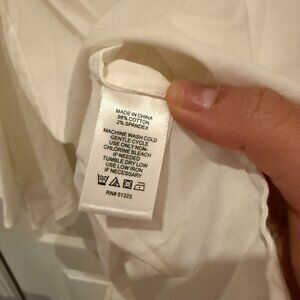 MADE IN CHINA
98% COTTON
2% SPANDEX
MACHINE WASH COLD
GENTLE CYCLE
USE ONLY NON-
CHLORINE BLEACH
IF NEEDED
TUMBLE DRY LOW
USE LOW IRON
IF NECESSARY
RN# 51323